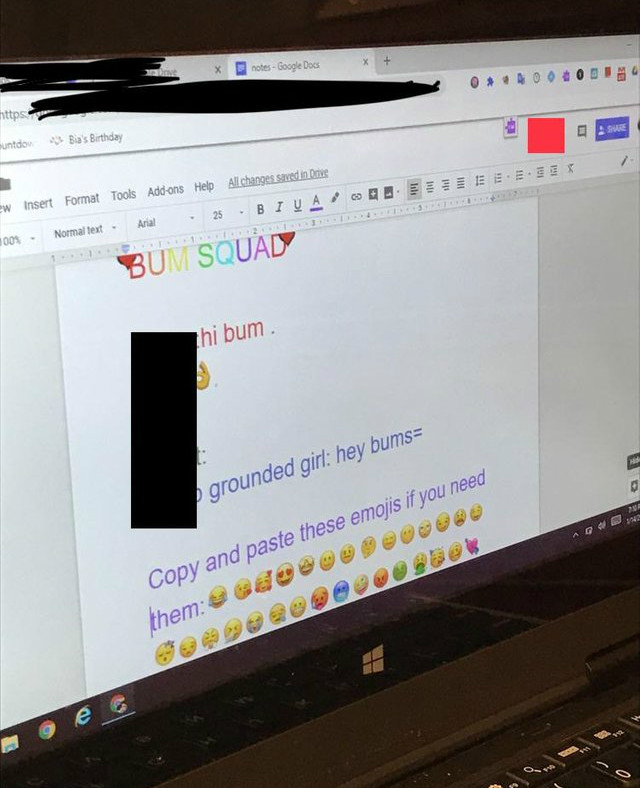 notes - Google Docs
https:
Bia's Birthday
SHARE
Insert Format Tools Add-ons Help All changes saved in Drive
100% Normal text Arial 25 B I U A
BUM SQUAD
hi bum .
👌.
t:
grounded girl: hey bums=
Copy and paste these emojis if you need
them: